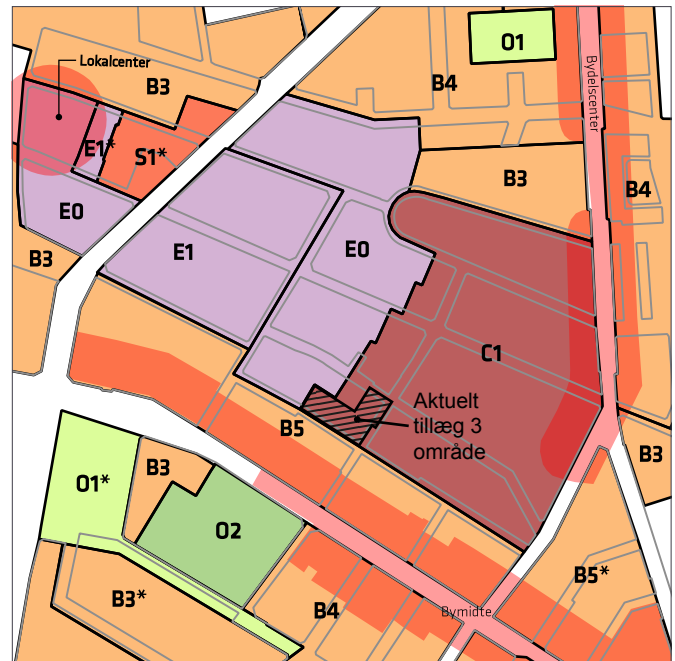 O1
Lokalcenter
B3
B4
Bydelscenter
E1*
S1*
B3
B4
E0
E1
E0
B3
C1
Aktuelt
tillæg 3
område
B5
B3
O1*
B3
O2
B5*
B3*
B4
Bymidte